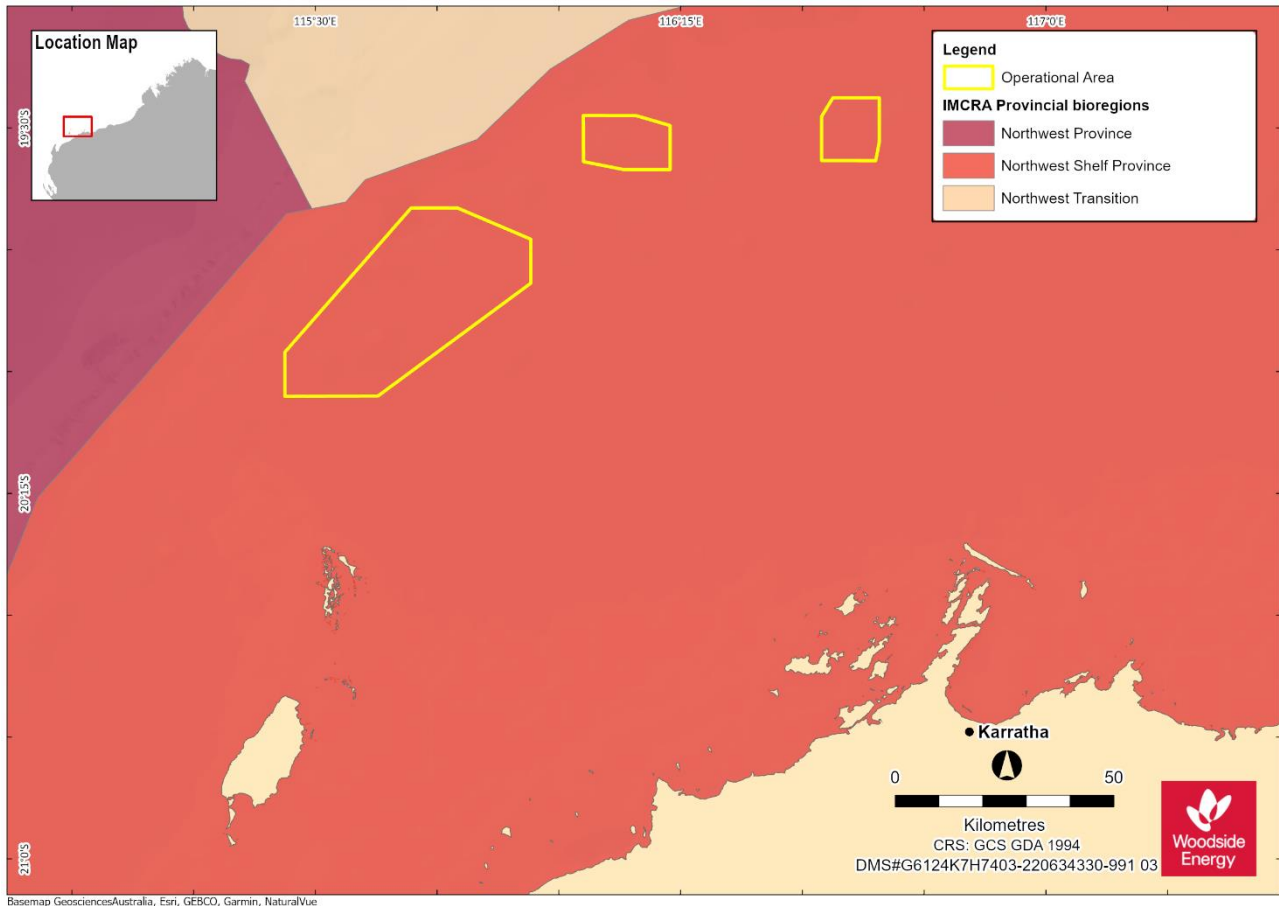 115°30'E
116°15'E
117°0'E
Location Map
19°30'S
20°15'S
21°0'S
Legend
Operational Area
IMCRA Provincial bioregions
Northwest Province
Northwest Shelf Province
Northwest Transition
Karratha
0
50
Kilometres
CRS: GCS GDA 1994
DMS#G6124K7H7403-220634330-991 03
Woodside
Energy
Basemap GeosciencesAustralia, Esri, GEBCO, Garmin, NaturalVue